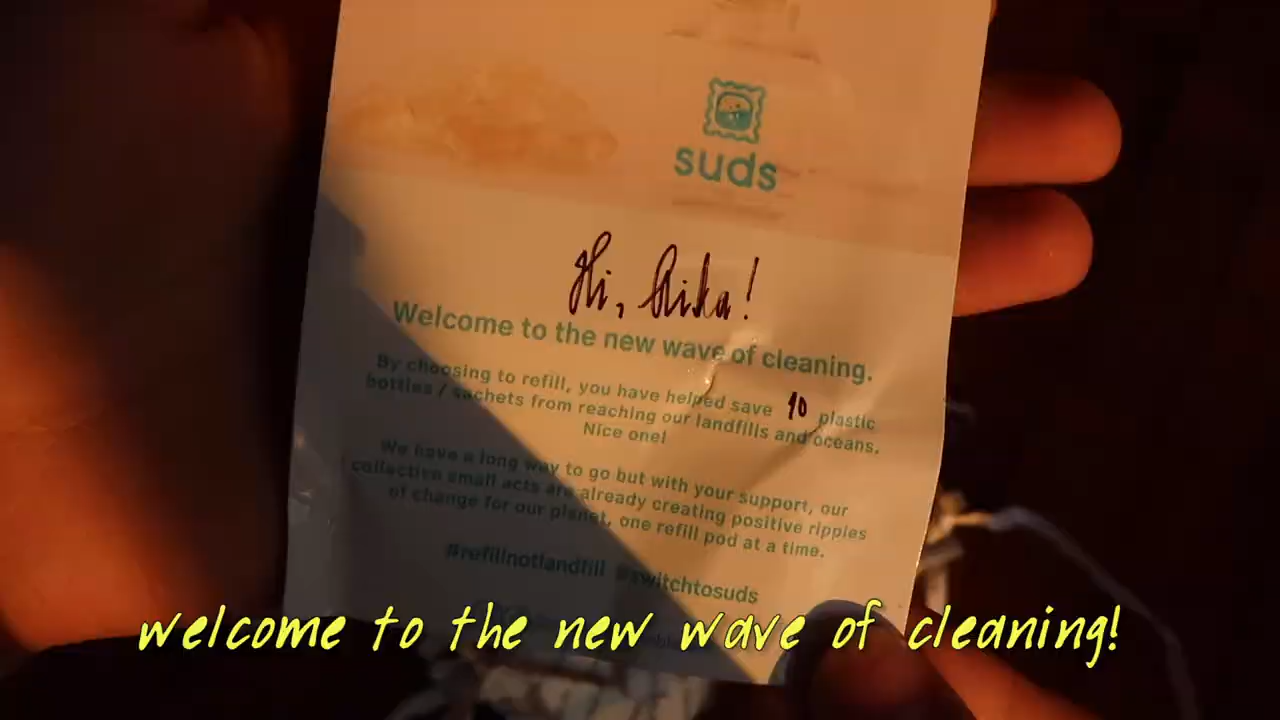 suds
Hi, Rika!
Welcome to the new wave of cleaning.
By choosing to refill, you have helped save 10 plastic
bottles / sachets from reaching our landfills and oceans.
Nice one!
We have a long way to go but with your support, our
collection small acts are already creating positive ripples
of change for our planet, one refill pod at a time.
#refillnotlandfill @switchtosuds
welcome to the new wave of cleaning!